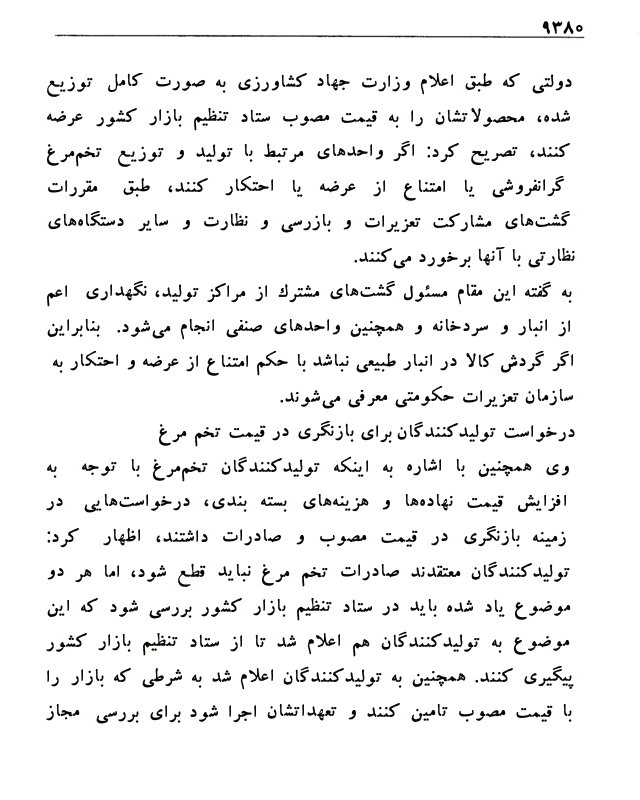 ۹۳۸۰
دولتی که طبق اعلام وزارت جهاد کشاورزی به صورت کامل توزیع
شده، محصولاتشان را به قیمت مصوب ستاد تنظیم بازار کشور عرضه
کنند، تصریح کرد: اگر واحدهای مرتبط با تولید و توزیع تخم‌مرغ
گرانفروشی یا امتناع از عرضه یا احتکار کنند، طبق مقررات
گشت‌های مشارکت تعزیرات و بازرسی و نظارت و سایر دستگاه‌های
نظارتی با آنها برخورد می‌کنند.
به گفته این مقام مسئول گشت‌های مشترك از مراکز تولید، نگهداری اعم
از انبار و سردخانه و همچنین واحدهای صنفی انجام می‌شود. بنابراین
اگر گردش کالا در انبار طبیعی نباشد با حکم امتناع از عرضه و احتکار به
سازمان تعزیرات حکومتی معرفی می‌شوند.
درخواست تولیدکنندگان برای بازنگری در قیمت تخم مرغ
وی همچنین با اشاره به اینکه تولیدکنندگان تخم‌مرغ با توجه به
افزایش قیمت نهاده‌ها و هزینه‌های بسته بندی، درخواست‌هایی در
زمینه بازنگری در قیمت مصوب و صادرات داشتند، اظهار کرد:
تولیدکنندگان معتقدند صادرات تخم مرغ نباید قطع شود، اما هر دو
موضوع یاد شده باید در ستاد تنظیم بازار کشور بررسی شود که این
موضوع به تولیدکنندگان هم اعلام شد تا از ستاد تنظیم بازار کشور
پیگیری کنند. همچنین به تولیدکنندگان اعلام شد به شرطی که بازار را
با قیمت مصوب تامین کنند و تعهداتشان اجرا شود برای بررسی مجاز